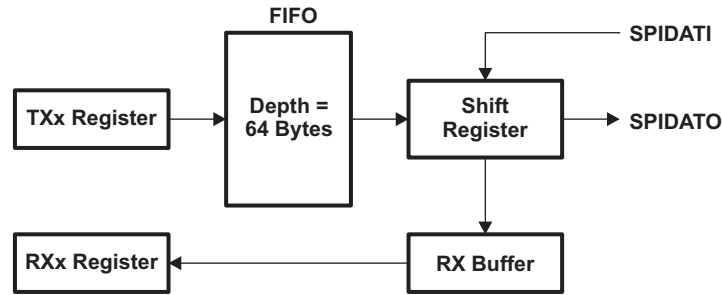 FIFO
SPIDATI
TXx Register
Depth =
64 Bytes
Shift
Register
SPIDATO
RXx Register
RX Buffer